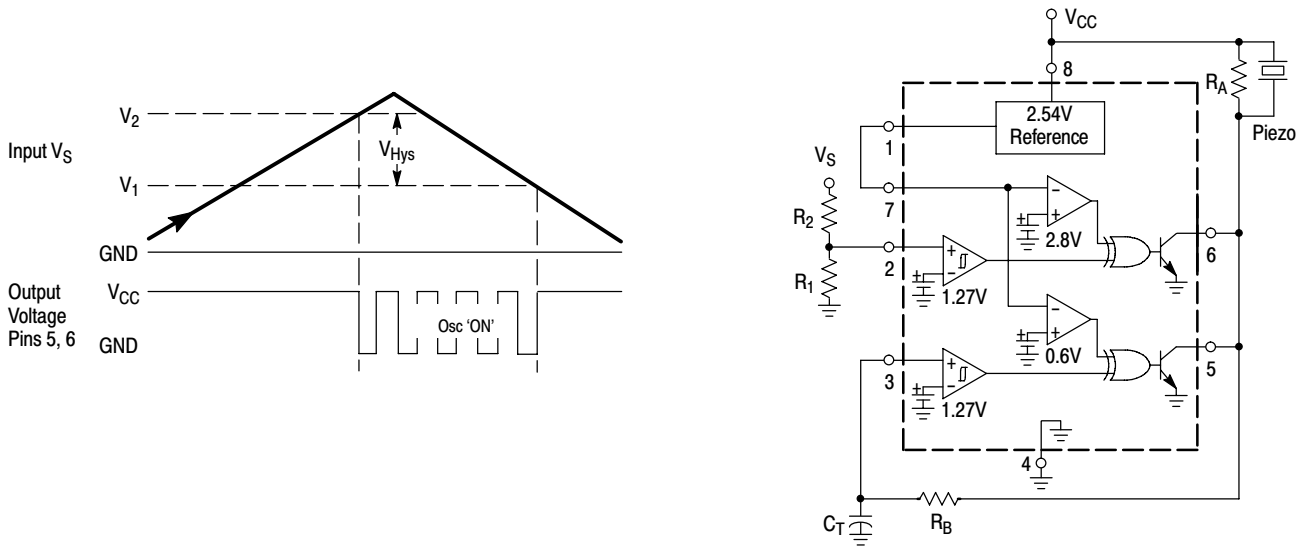 V2
Input VS
VHys
V1
GND
Output
Voltage
Pins 5, 6
VCC
Osc 'ON'
GND
VCC
8
RA
2.54V
Reference
Piezo
1
VS
7
R2
-
+
+
2.8V
6
2
+
-
R1
+
1.27V
-
+
+
0.6V
3
+
-
5
+
1.27V
4
CT
RB